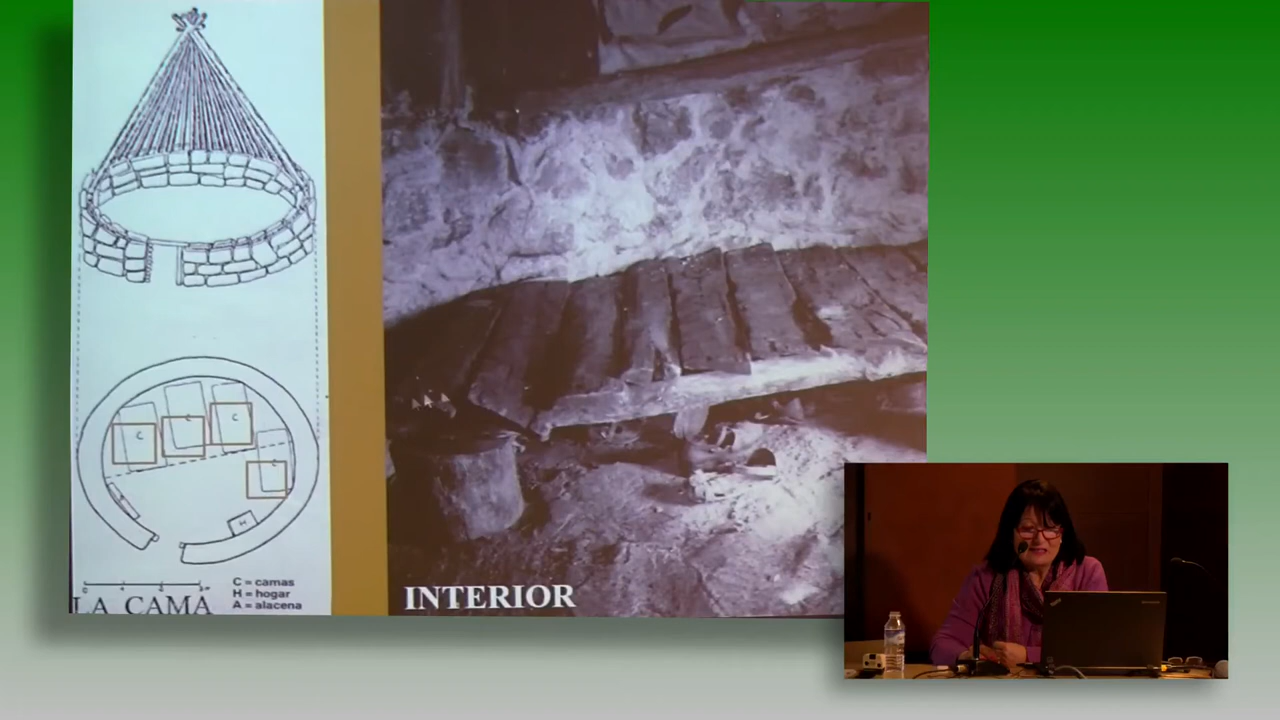 C
C
C
H
C = camas
H = hogar
A = alacena
LA CAMA
INTERIOR